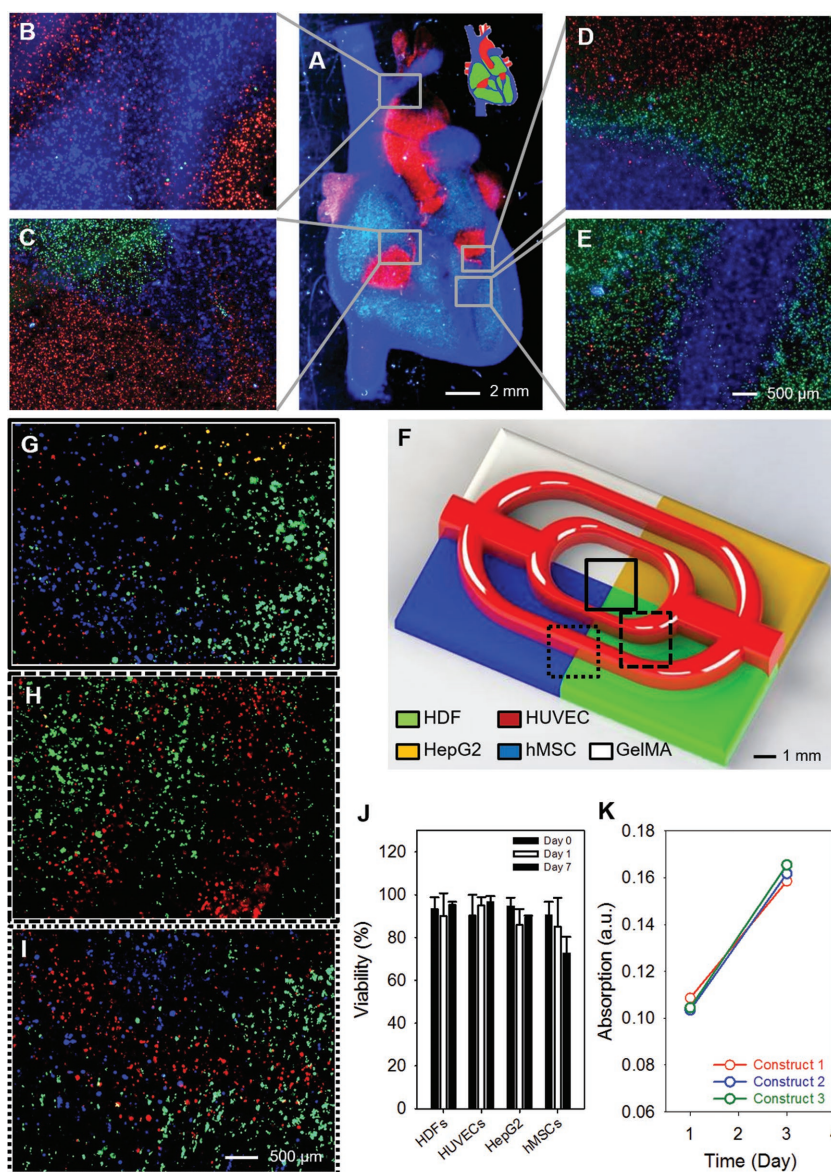 B
A
D
C
E
2 mm
500 µm
G
F
HDF
HUVEC
HepG2
hMSC
GelMA
1 mm
H
I
500 µm
J
Day 0
Day 1
Day 7
Viability (%)
120
100
80
60
40
20
0
HDFs
HUVECs
HepG2
hMSCs
K
Absorption (a.u.)
0.18
0.16
0.14
0.12
0.10
0.08
0.06
Construct 1
Construct 2
Construct 3
1
2
3
Time (Day)